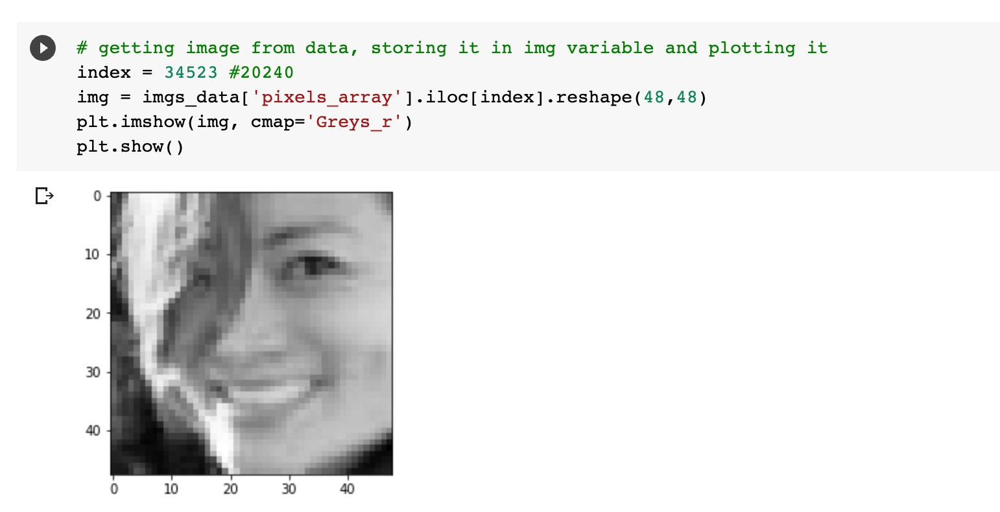 # getting image from data, storing it in img variable and plotting it
index = 34523 #20240
img = imgs_data['pixels_array'].iloc[index].reshape(48,48)
plt.imshow(img, cmap='Greys_r')
plt.show()
0
10
20
30
40
0 10 20 30 40